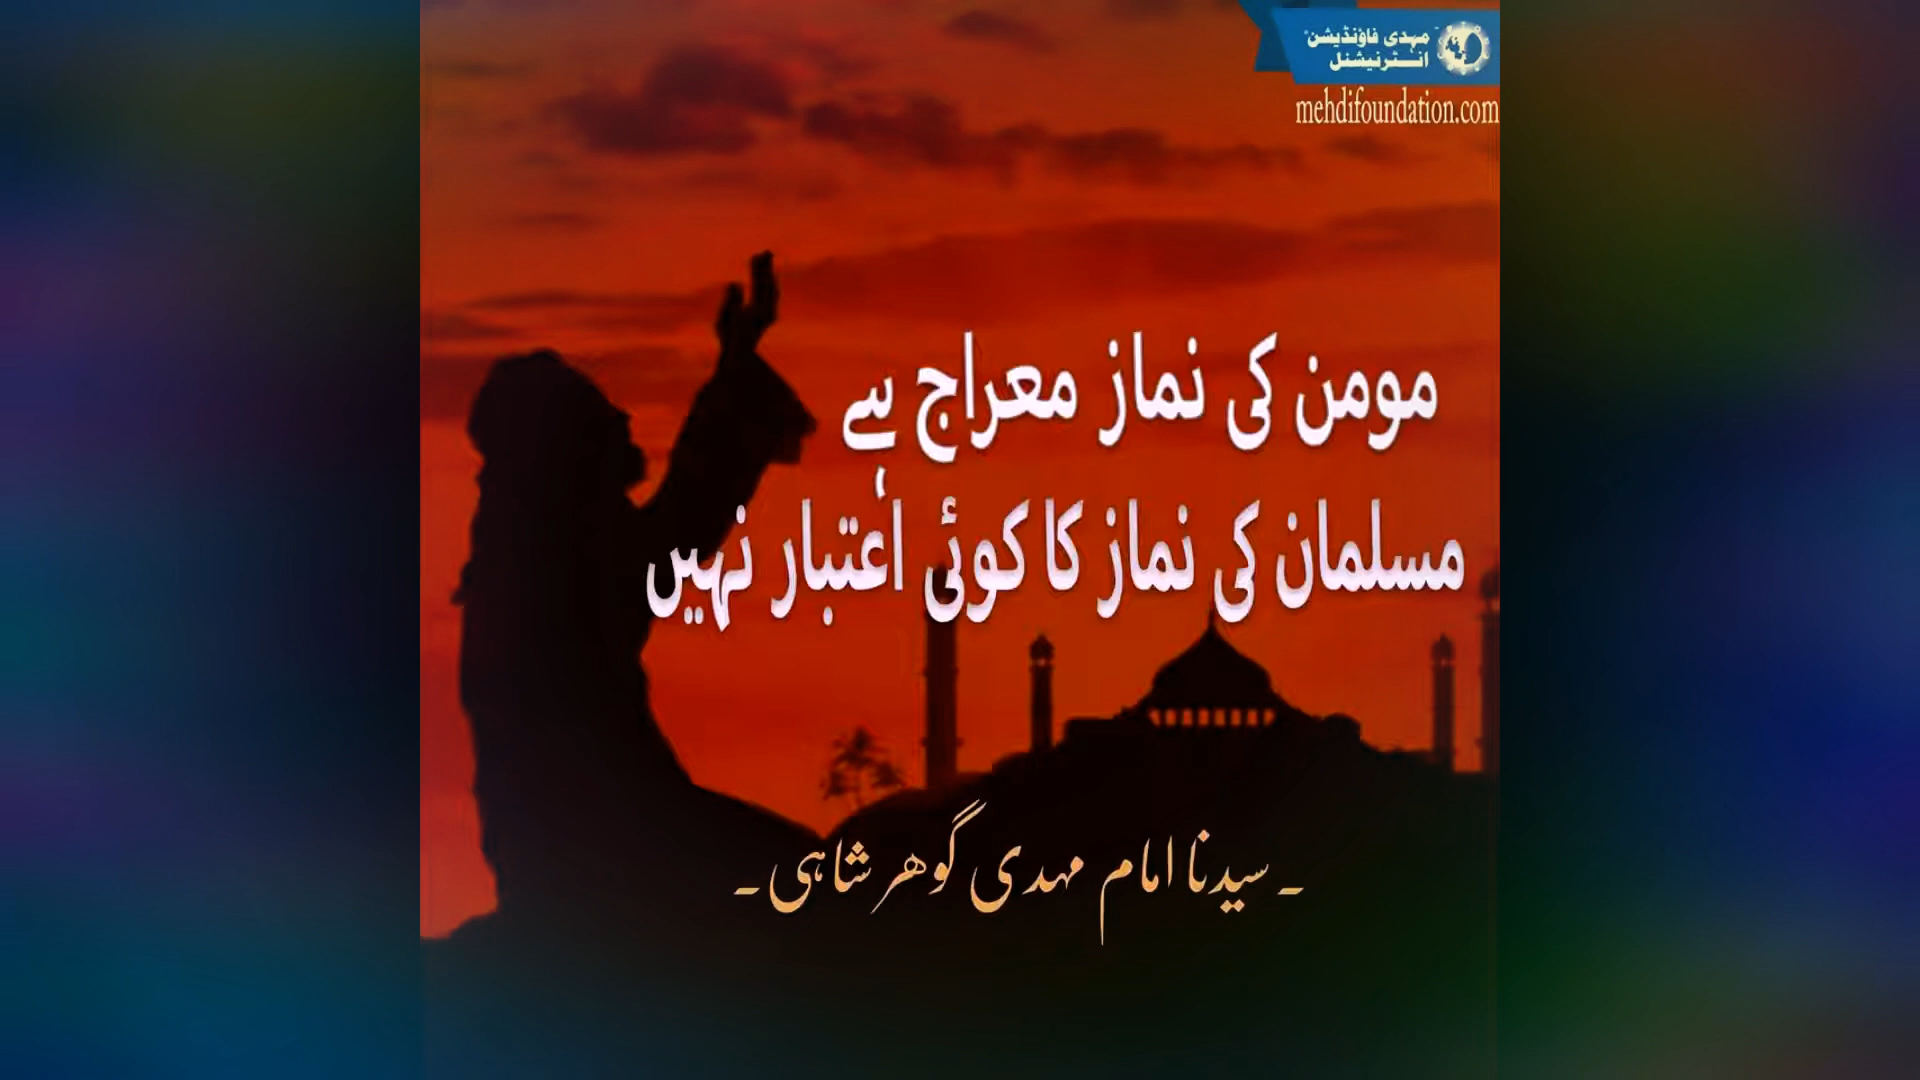 مہدی فاؤنڈیشن
انٹرنیشنل
mehdifoundation.com
مومن کی نماز معراج ہے
مسلمان کی نماز کا کوئی اعتبار نہیں
۔ سیدنا امام مہدی گوھر شاہی ۔